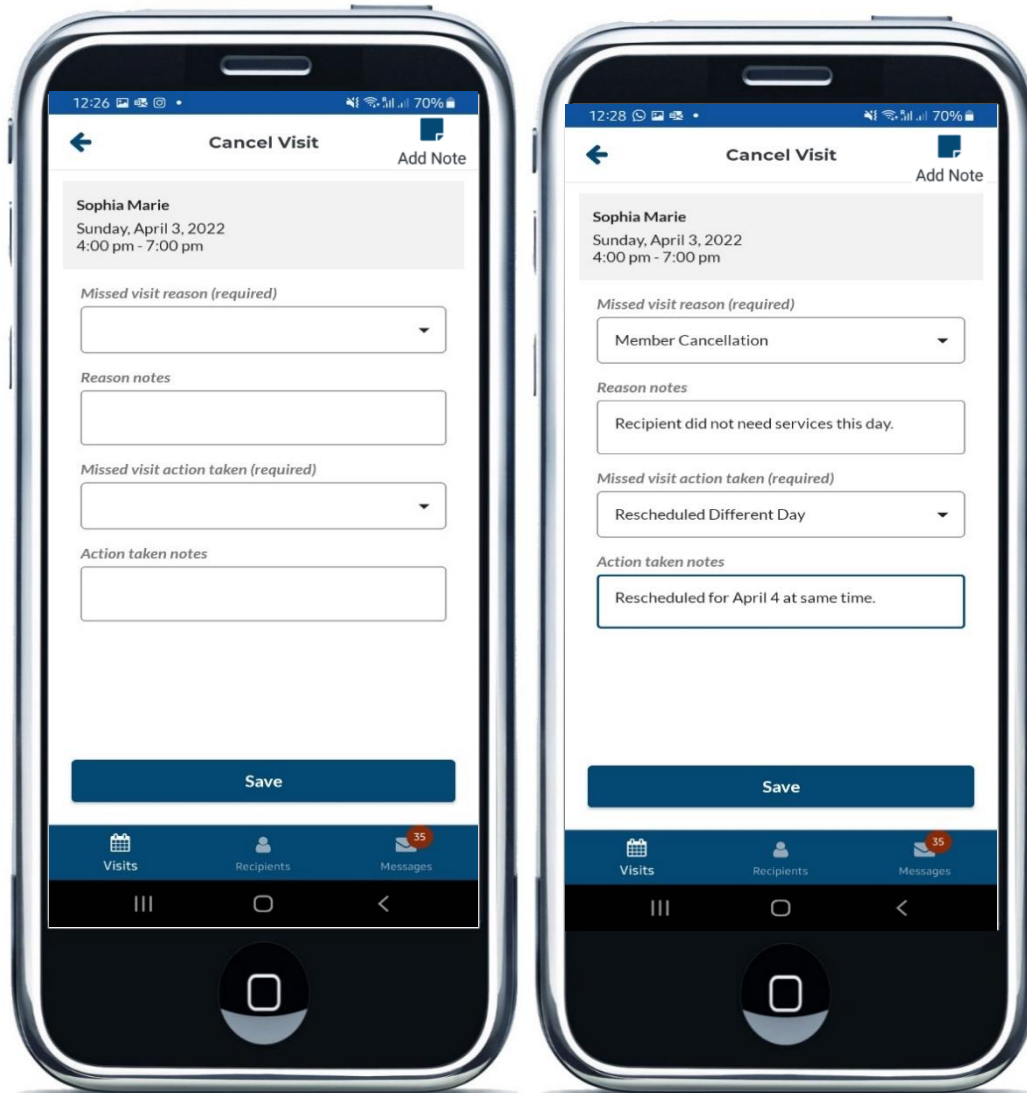 12:26 70%
Cancel Visit
Add Note
Sophia Marie
Sunday, April 3, 2022
4:00 pm - 7:00 pm
Missed visit reason (required)
Reason notes
Missed visit action taken (required)
Action taken notes
Save
35
Visits Recipients Messages
12:28 70%
Cancel Visit
Add Note
Sophia Marie
Sunday, April 3, 2022
4:00 pm - 7:00 pm
Missed visit reason (required)
Member Cancellation
Reason notes
Recipient did not need services this day.
Missed visit action taken (required)
Rescheduled Different Day
Action taken notes
Rescheduled for April 4 at same time.
Save
35
Visits Recipients Messages